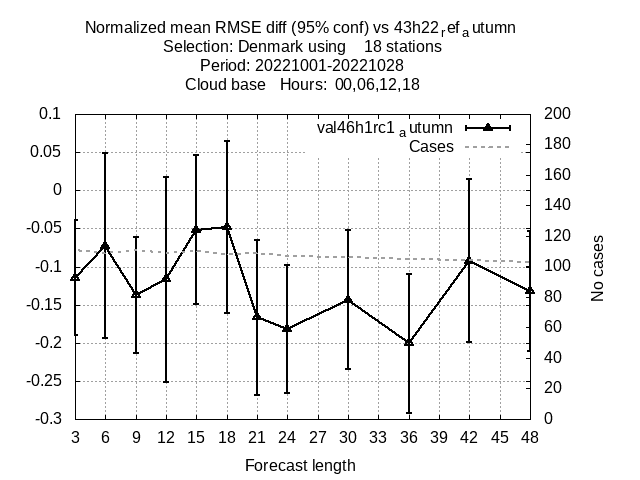 Normalized mean RMSE diff (95% conf) vs 43h22refautumn
Selection: Denmark using 18 stations
Period: 20221001-20221028
Cloud base Hours: 00,06,12,18
0.1
0.05
0
-0.05
-0.1
-0.15
-0.2
-0.25
-0.3
val46h1rc1autumn
Cases
200
180
160
140
120
100
80
60
40
20
0
No cases
3 6 9 12 15 18 21 24 27 30 33 36 39 42 45 48
Forecast length